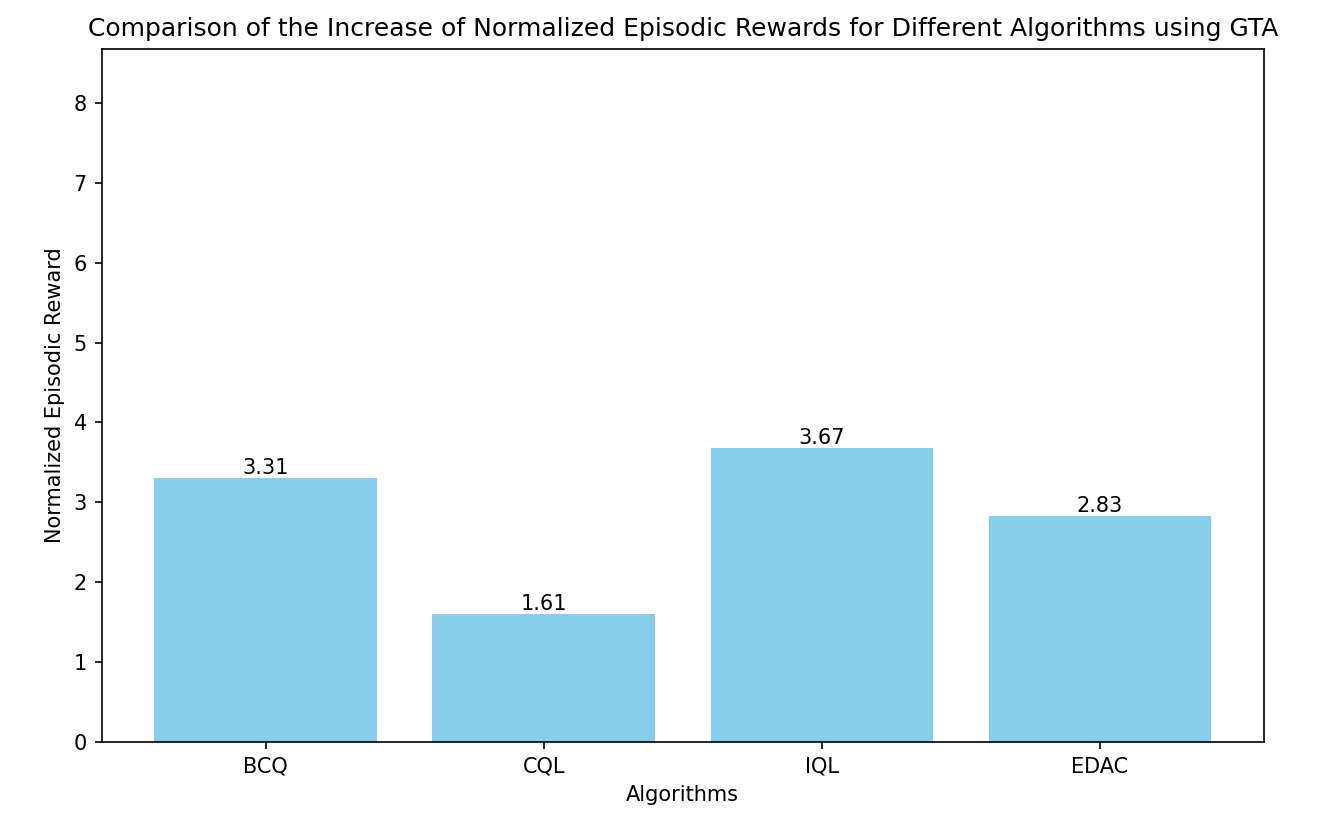 Comparison of the Increase of Normalized Episodic Rewards for Different Algorithms using GTA
Normalized Episodic Reward
8
7
6
5
4
3
2
1
0
3.31
1.61
3.67
2.83
BCQ
CQL
IQL
EDAC
Algorithms